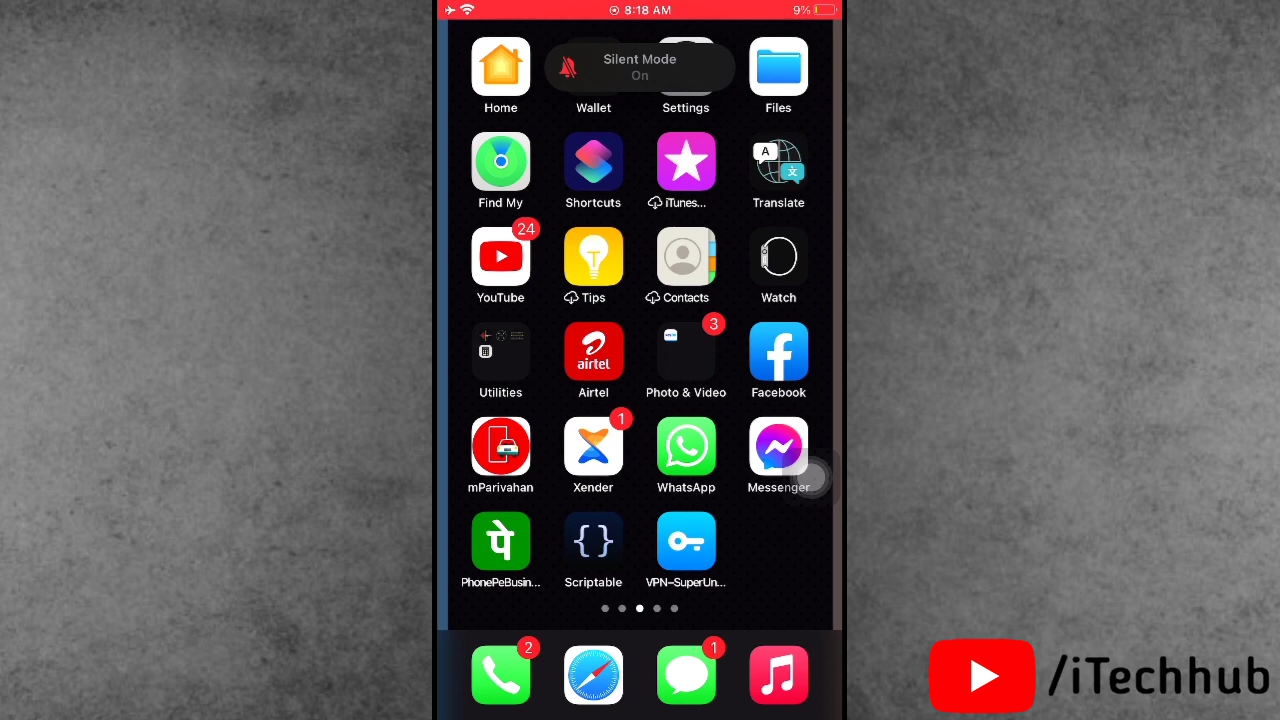 8:18 AM
9%
Silent Mode
On
Home
Wallet
Settings
Files
A
文
Find My
Shortcuts
iTunes...
Translate
24
YouTube
Tips
Contacts
Watch
airtel
3
Utilities
Airtel
Photo & Video
Facebook
1
mParivahan
Xender
WhatsApp
Messenger
पे
{}
PhonePeBusin...
Scriptable
VPN–SuperUn...
2
1
/iTechhub